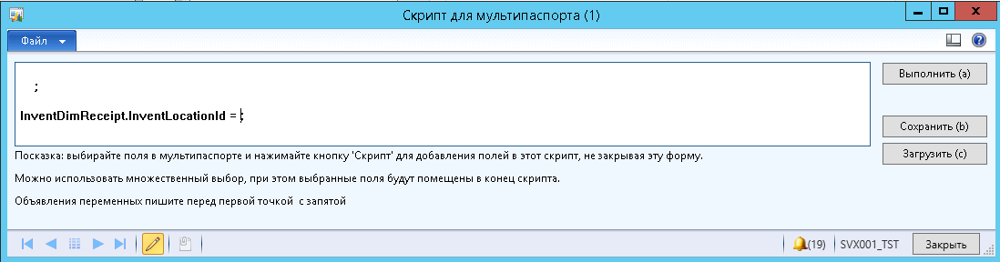 Скрипт для мультипаспорта (1)
Файл
;
InventDimReceipt.InventLocationId = ;
Выполнить (a)
Сохранить (b)
Загрузить (c)
Посказка: выбирайте поля в мультипаспорте и нажимайте кнопку 'Скрипт' для добавления полей в этот скрипт, не закрывая эту форму.
Можно использовать множественный выбор, при этом выбранные поля будут помещены в конец скрипта.
Объявления переменных пишите перед первой точкой с запятой
(19)
SVX001_TST
Закрыть